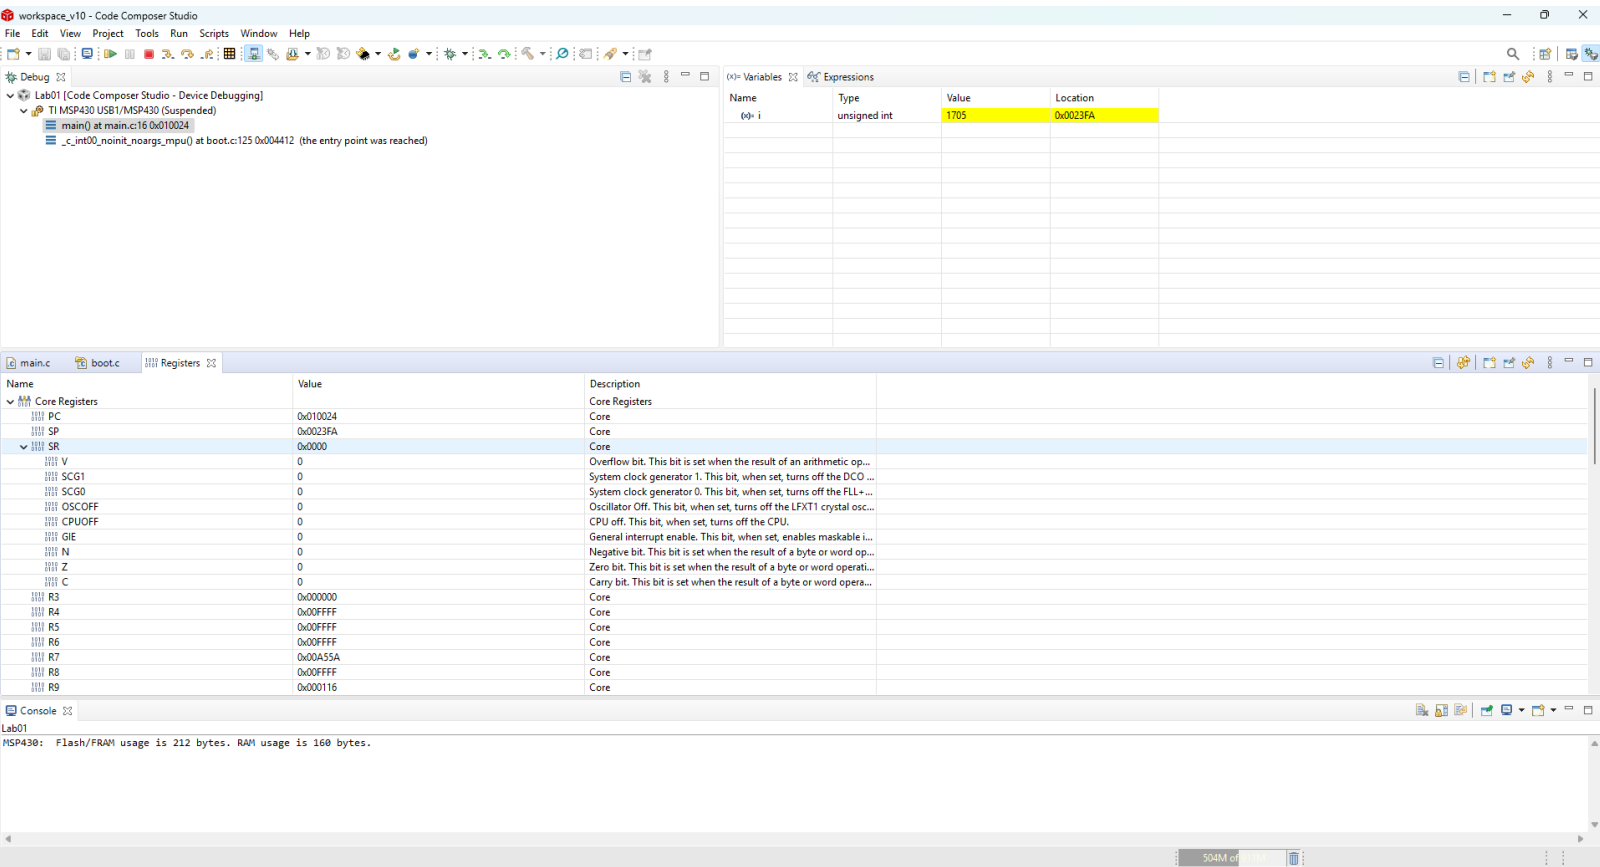 workspace_v10 - Code Composer Studio
File Edit View Project Tools Run Scripts Window Help
Debug
Lab01 [Code Composer Studio - Device Debugging]
TI MSP430 USB1/MSP430 (Suspended)
main() at main.c:16 0x010024
_c_int00_noinit_noargs_mpu() at boot.c:125 0x004412 (the entry point was reached)
(x)= Variables Expressions
Name Type Value Location
(x)= i unsigned int 1705 0x0023FA
main.c boot.c Registers
Name Value Description
Core Registers Core Registers
PC 0x010024 Core
SP 0x0023FA Core
SR 0x0000 Core
V 0 Overflow bit. This bit is set when the result of an arithmetic op...
SCG1 0 System clock generator 1. This bit, when set, turns off the DCO ...
SCG0 0 System clock generator 0. This bit, when set, turns off the FLL+...
OSCOFF 0 Oscillator Off. This bit, when set, turns off the LFXT1 crystal osc...
CPUOFF 0 CPU off. This bit, when set, turns off the CPU.
GIE 0 General interrupt enable. This bit, when set, enables maskable i...
N 0 Negative bit. This bit is set when the result of a byte or word op...
Z 0 Zero bit. This bit is set when the result of a byte or word operati...
C 0 Carry bit. This bit is set when the result of a byte or word opera...
R3 0x000000 Core
R4 0x00FFFF Core
R5 0x00FFFF Core
R6 0x00FFFF Core
R7 0x00A55A Core
R8 0x00FFFF Core
R9 0x000116 Core
Console
Lab01
MSP430: Flash/FRAM usage is 212 bytes. RAM usage is 160 bytes.
504M of